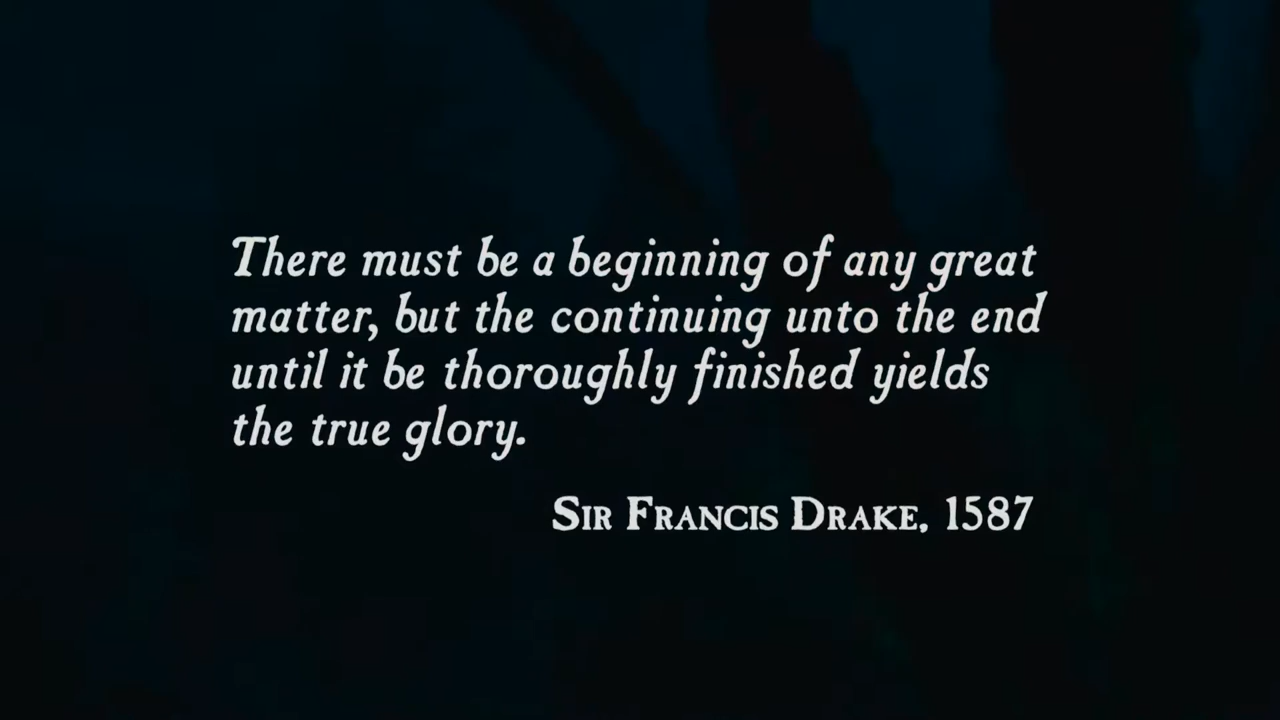 There must be a beginning of any great
matter, but the continuing unto the end
until it be thoroughly finished yields
the true glory.
Sir Francis Drake, 1587